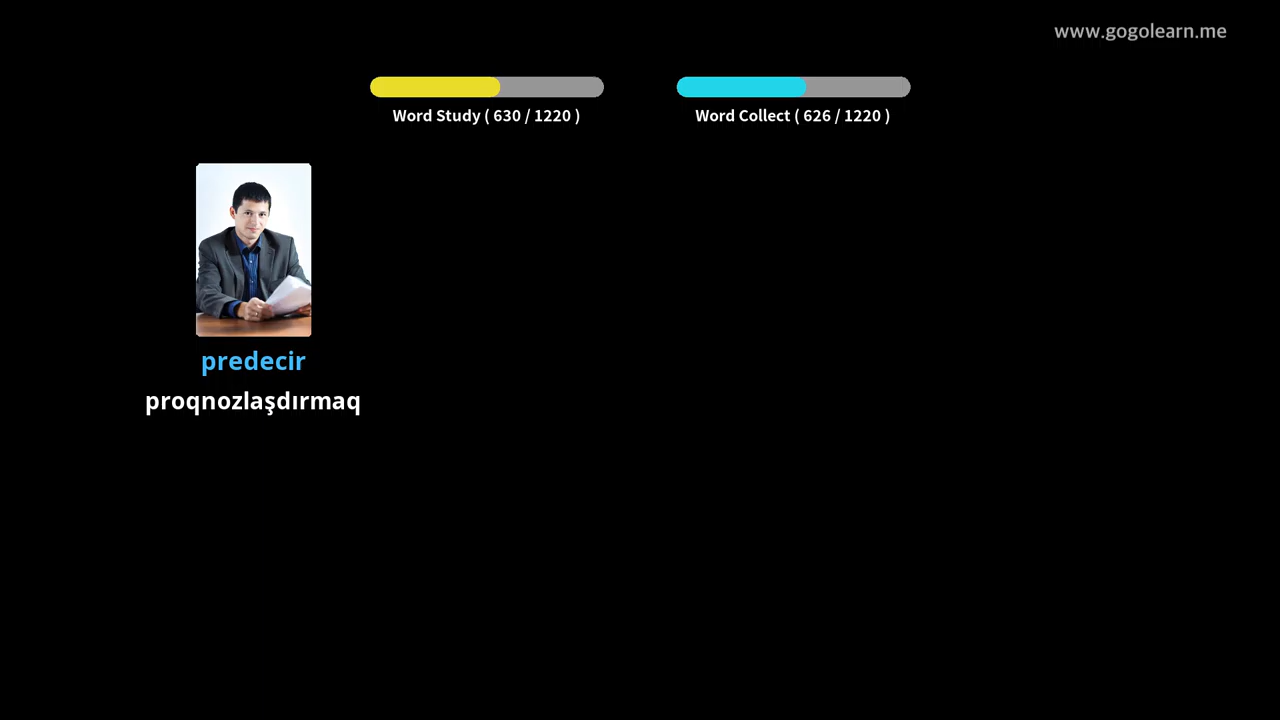 www.gogolearn.me
Word Study ( 630 / 1220 )
Word Collect ( 626 / 1220 )
predecir
proqnozlaşdırmaq